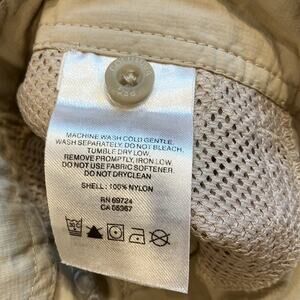 MACHINE WASH COLD GENTLE.
WASH SEPARATELY. DO NOT BLEACH.
TUMBLE DRY LOW.
REMOVE PROMPTLY, IRON LOW.
DO NOT USE FABRIC SOFTENER.
DO NOT DRYCLEAN
SHELL : 100% NYLON
RN 69724
CA 05367